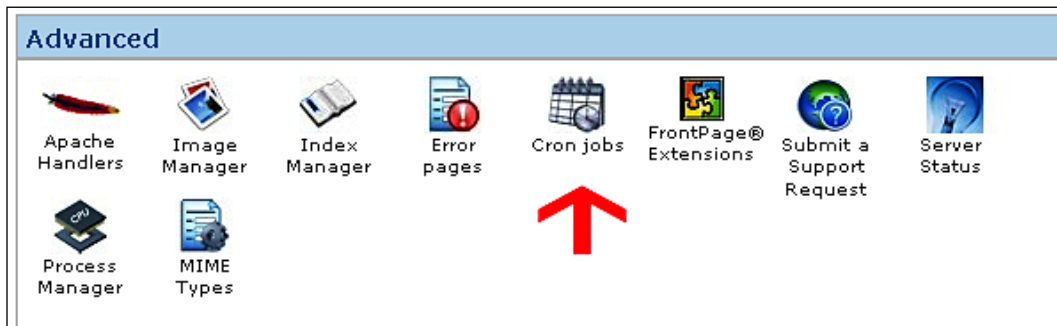 Advanced
Apache
Handlers
Image
Manager
Index
Manager
Error
pages
Cron jobs
FrontPage®
Extensions
Submit a
Support
Request
Server
Status
CPU
Process
Manager
MIME
Types